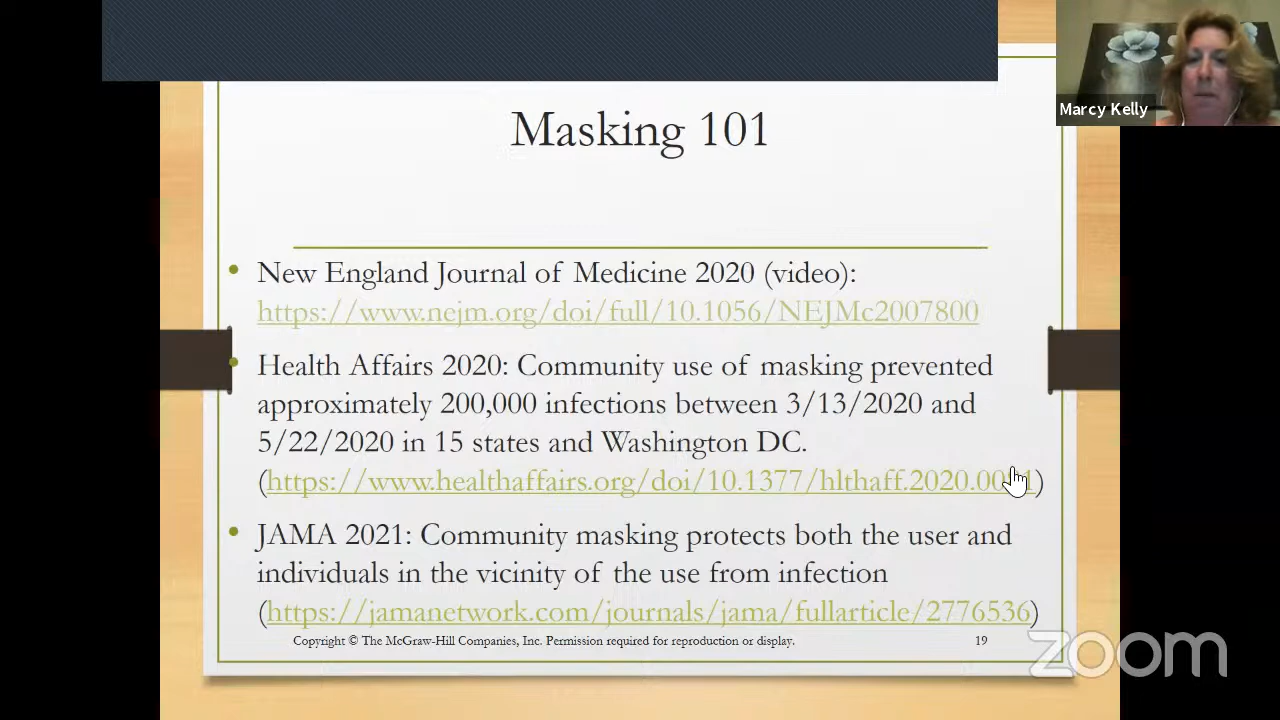 Masking 101
Marcy Kelly
• New England Journal of Medicine 2020 (video):
https://www.nejm.org/doi/full/10.1056/NEJMc2007800
• Health Affairs 2020: Community use of masking prevented
approximately 200,000 infections between 3/13/2020 and
5/22/2020 in 15 states and Washington DC.
(https://www.healthaffairs.org/doi/10.1377/hlthaff.2020.00
• JAMA 2021: Community masking protects both the user and
individuals in the vicinity of the use from infection
(https://jamanetwork.com/journals/jama/fullarticle/2776536)
Copyright © The McGraw-Hill Companies, Inc. Permission required for reproduction or display.
19
zoom